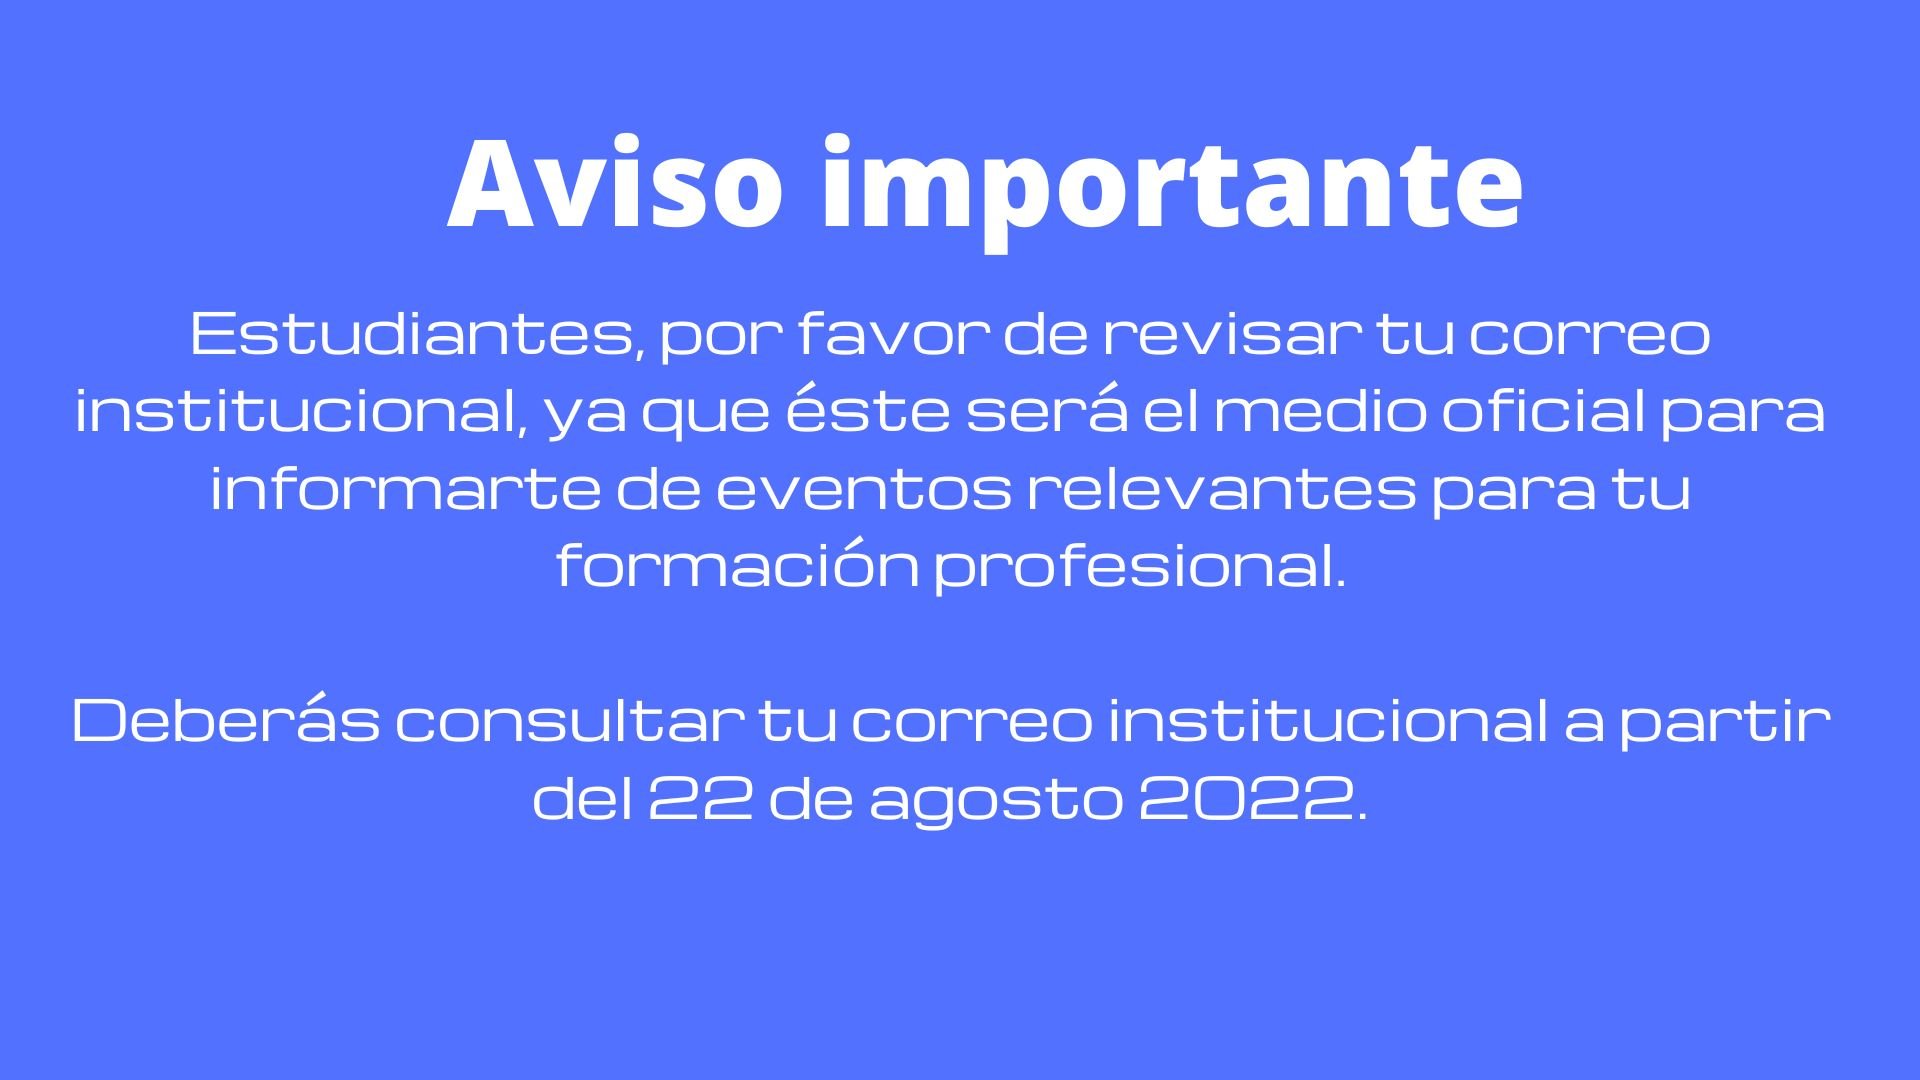 Aviso importante
Estudiantes, por favor de revisar tu correo
institucional, ya que éste será el medio oficial para
informarte de eventos relevantes para tu
formación profesional.
Deberás consultar tu correo institucional a partir
del 22 de agosto 2022.